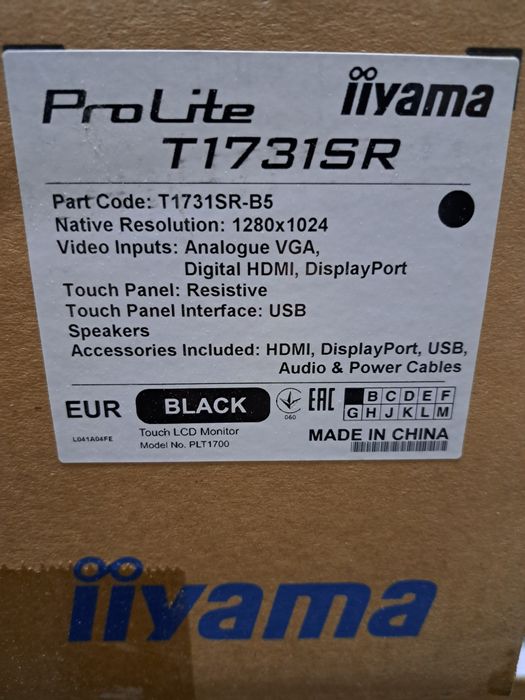 ProLite
iiyama
T1731SR
Part Code: T1731SR-B5
Native Resolution: 1280x1024
Video Inputs: Analogue VGA,
Digital HDMI, DisplayPort
Touch Panel: Resistive
Touch Panel Interface: USB
Speakers
Accessories Included: HDMI, DisplayPort, USB,
Audio & Power Cables
EUR
BLACK
060
EAC
B C D E F
G H J K L M
L041A04FE
Touch LCD Monitor
Model No. PLT1700
MADE IN CHINA
iiyama